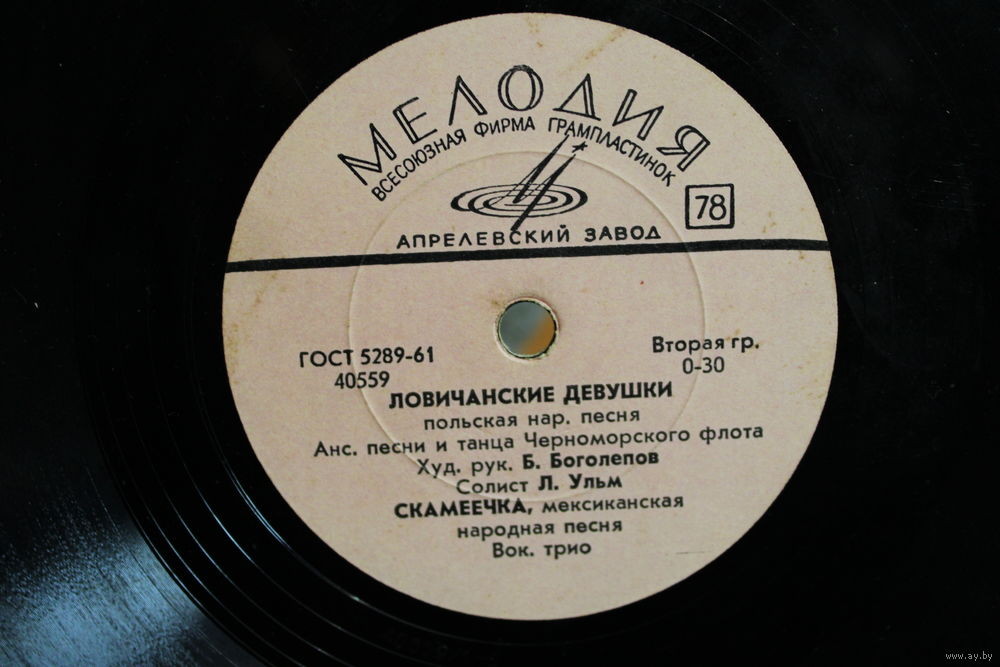 МЕЛОДИЯ
ВСЕСОЮЗНАЯ ФИРМА ГРАМПЛАСТИНОК
78
АПРЕЛЕВСКИЙ ЗАВОД
ГОСТ 5289-61
40559
Вторая гр.
0-30
ЛОВИЧАНСКИЕ ДЕВУШКИ
польская нар. песня
Анс. песни и танца Черноморского флота
Худ. рук. Б. Боголепов
Солист Л. Ульм
СКАМЕЕЧКА, мексиканская
народная песня
Вок. трио
www.ay.by